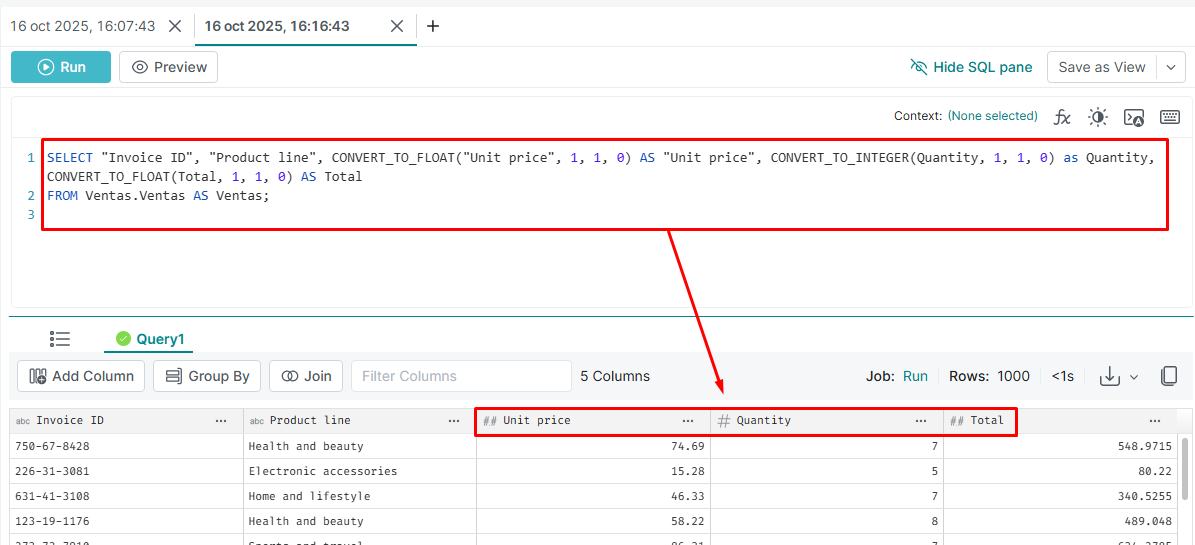 16 oct 2025, 16:07:43 16 oct 2025, 16:16:43
Run Preview Hide SQL pane Save as View
Context: (None selected) fx
1 SELECT "Invoice ID", "Product line", CONVERT_TO_FLOAT("Unit price", 1, 1, 0) AS "Unit price", CONVERT_TO_INTEGER(Quantity, 1, 1, 0) as Quantity,
CONVERT_TO_FLOAT(Total, 1, 1, 0) AS Total
2 FROM Ventas.Ventas AS Ventas;
3
Query1
Add Column Group By Join Filter Columns 5 Columns Job: Run Rows: 1000 <1s
abc Invoice ID ... abc Product line ... ## Unit price ... # Quantity ... ## Total ...
750-67-8428 Health and beauty 74.69 7 548.9715
226-31-3081 Electronic accessories 15.28 5 80.22
631-41-3108 Home and lifestyle 46.33 7 340.5255
123-19-1176 Health and beauty 58.22 8 489.048